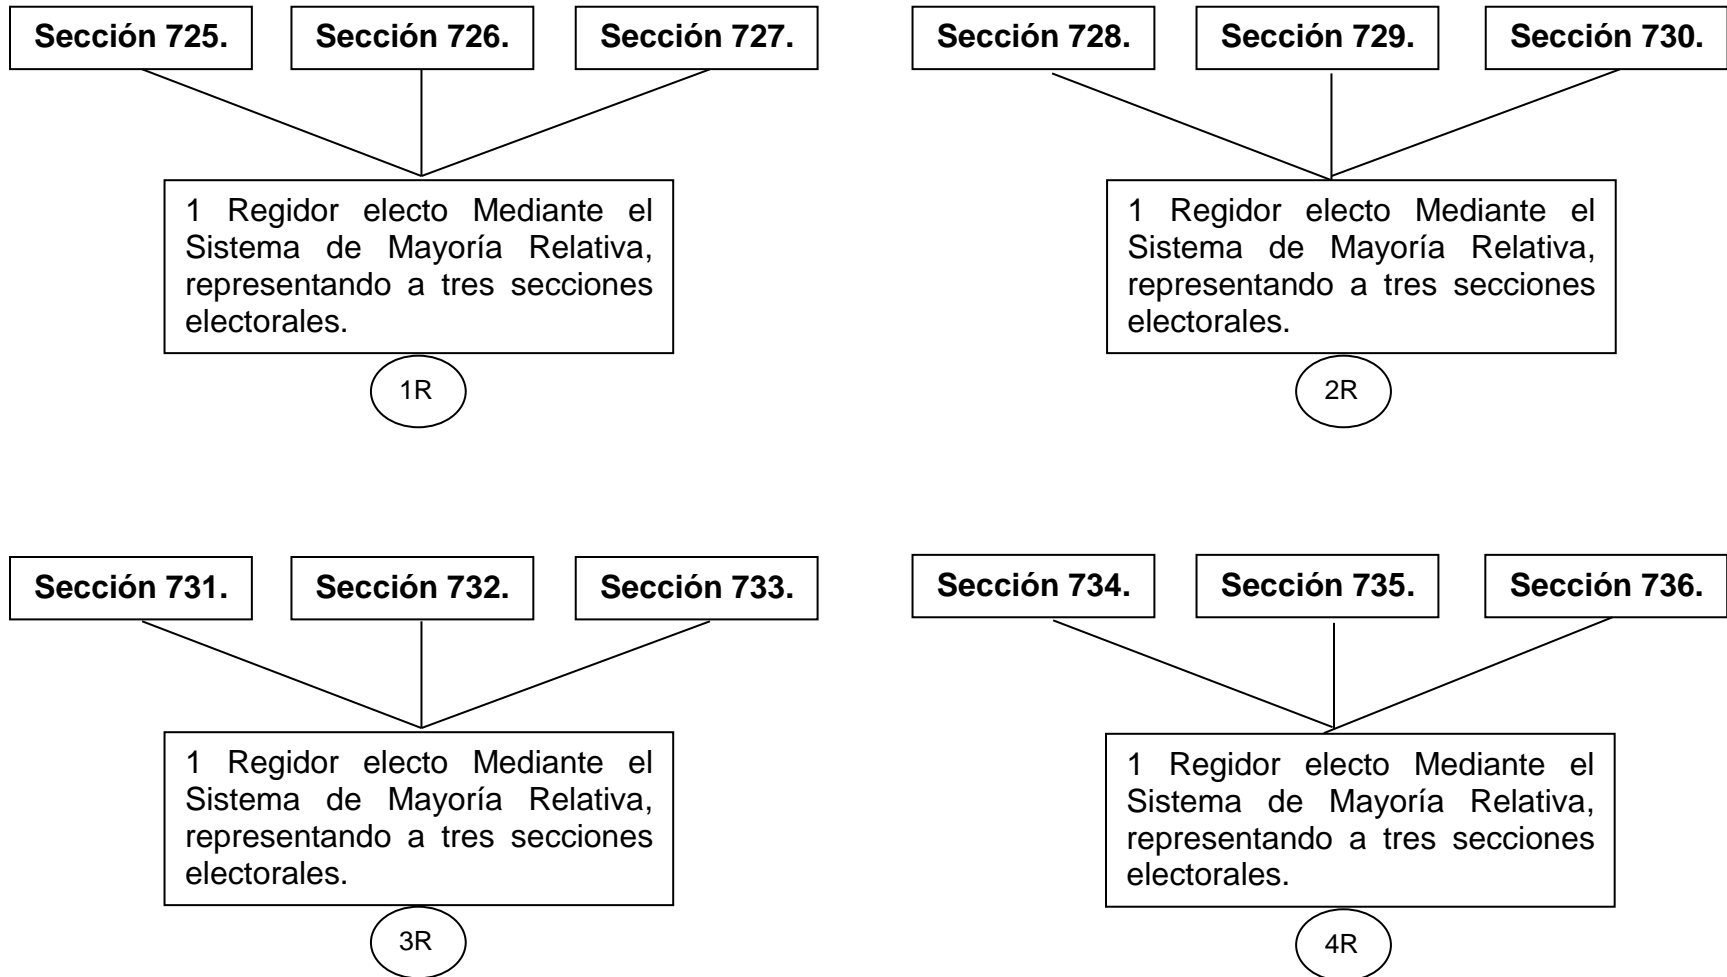 Sección 725.
Sección 726.
Sección 727.
1 Regidor electo Mediante el
Sistema de Mayoría Relativa,
representando a tres secciones
electorales.
1R
Sección 728.
Sección 729.
Sección 730.
1 Regidor electo Mediante el
Sistema de Mayoría Relativa,
representando a tres secciones
electorales.
2R
Sección 731.
Sección 732.
Sección 733.
1 Regidor electo Mediante el
Sistema de Mayoría Relativa,
representando a tres secciones
electorales.
3R
Sección 734.
Sección 735.
Sección 736.
1 Regidor electo Mediante el
Sistema de Mayoría Relativa,
representando a tres secciones
electorales.
4R